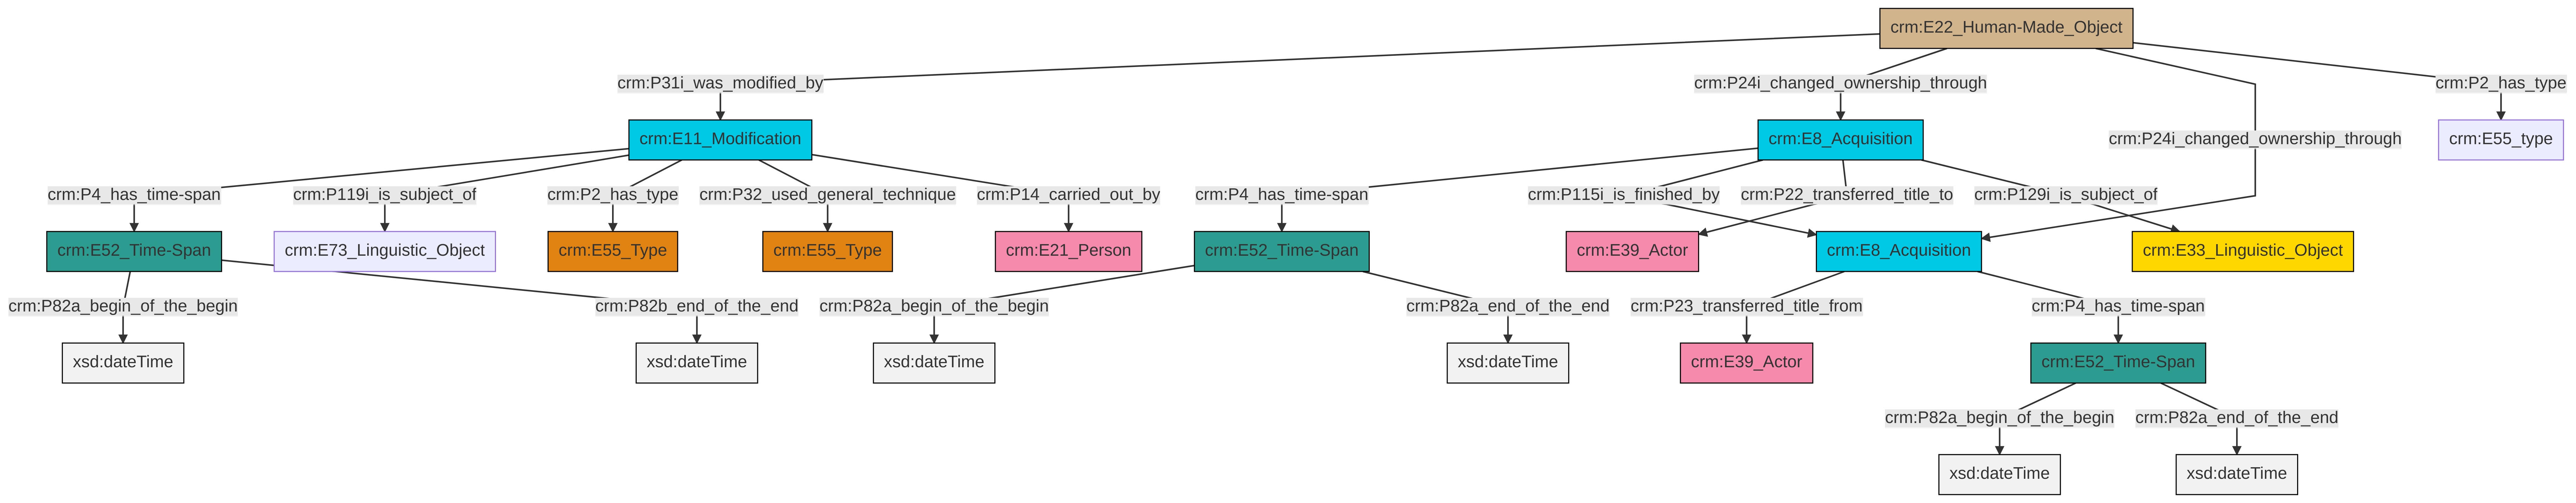 crm:E22_Human-Made_Object
crm:P31i_was_modified_by
crm:P24i_changed_ownership_through
crm:P2_has_type
crm:E11_Modification
crm:E8_Acquisition
crm:P24i_changed_ownership_through
crm:E55_type
crm:P4_has_time-span
crm:P119i_is_subject_of
crm:P2_has_type
crm:P32_used_general_technique
crm:P14_carried_out_by
crm:P4_has_time-span
crm:P115i_is_finished_by
crm:P22_transferred_title_to
crm:P129i_is_subject_of
crm:E52_Time-Span
crm:E73_Linguistic_Object
crm:E55_Type
crm:E55_Type
crm:E21_Person
crm:E52_Time-Span
crm:E39_Actor
crm:E8_Acquisition
crm:E33_Linguistic_Object
crm:P82a_begin_of_the_begin
crm:P82b_end_of_the_end
crm:P82a_begin_of_the_begin
crm:P82a_end_of_the_end
crm:P23_transferred_title_from
crm:P4_has_time-span
xsd:dateTime
xsd:dateTime
xsd:dateTime
xsd:dateTime
crm:E39_Actor
crm:E52_Time-Span
crm:P82a_begin_of_the_begin
crm:P82a_end_of_the_end
xsd:dateTime
xsd:dateTime